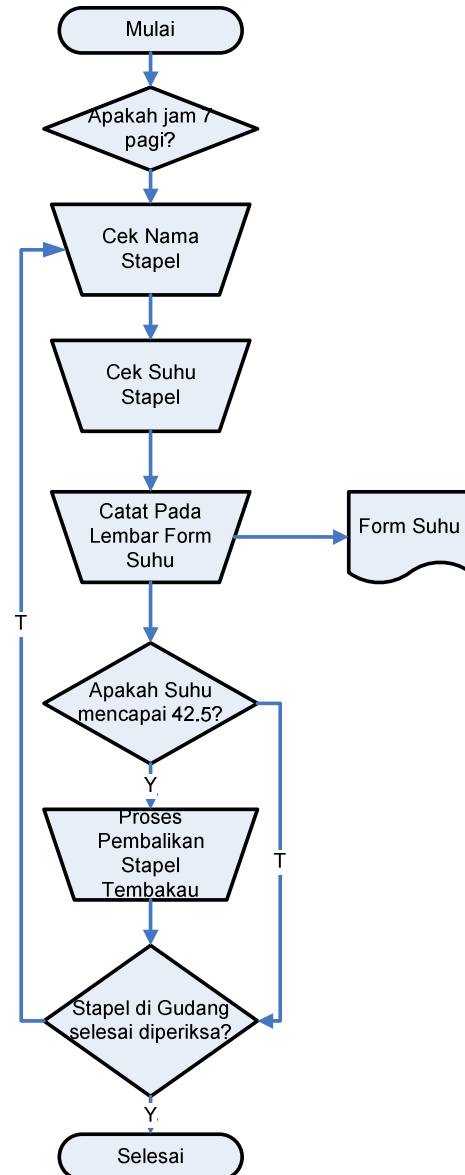 Mulai
Apakah jam 7
pagi?
Cek Nama
Stapel
Cek Suhu
Stapel
Catat Pada
Lembar Form
Suhu
Form Suhu
T
Apakah Suhu
mencapai 42.5?
Y
Proses
Pembalikan
Stapel
Tembakau
T
Stapel di Gudang
selesai diperiksa?
Y
Selesai